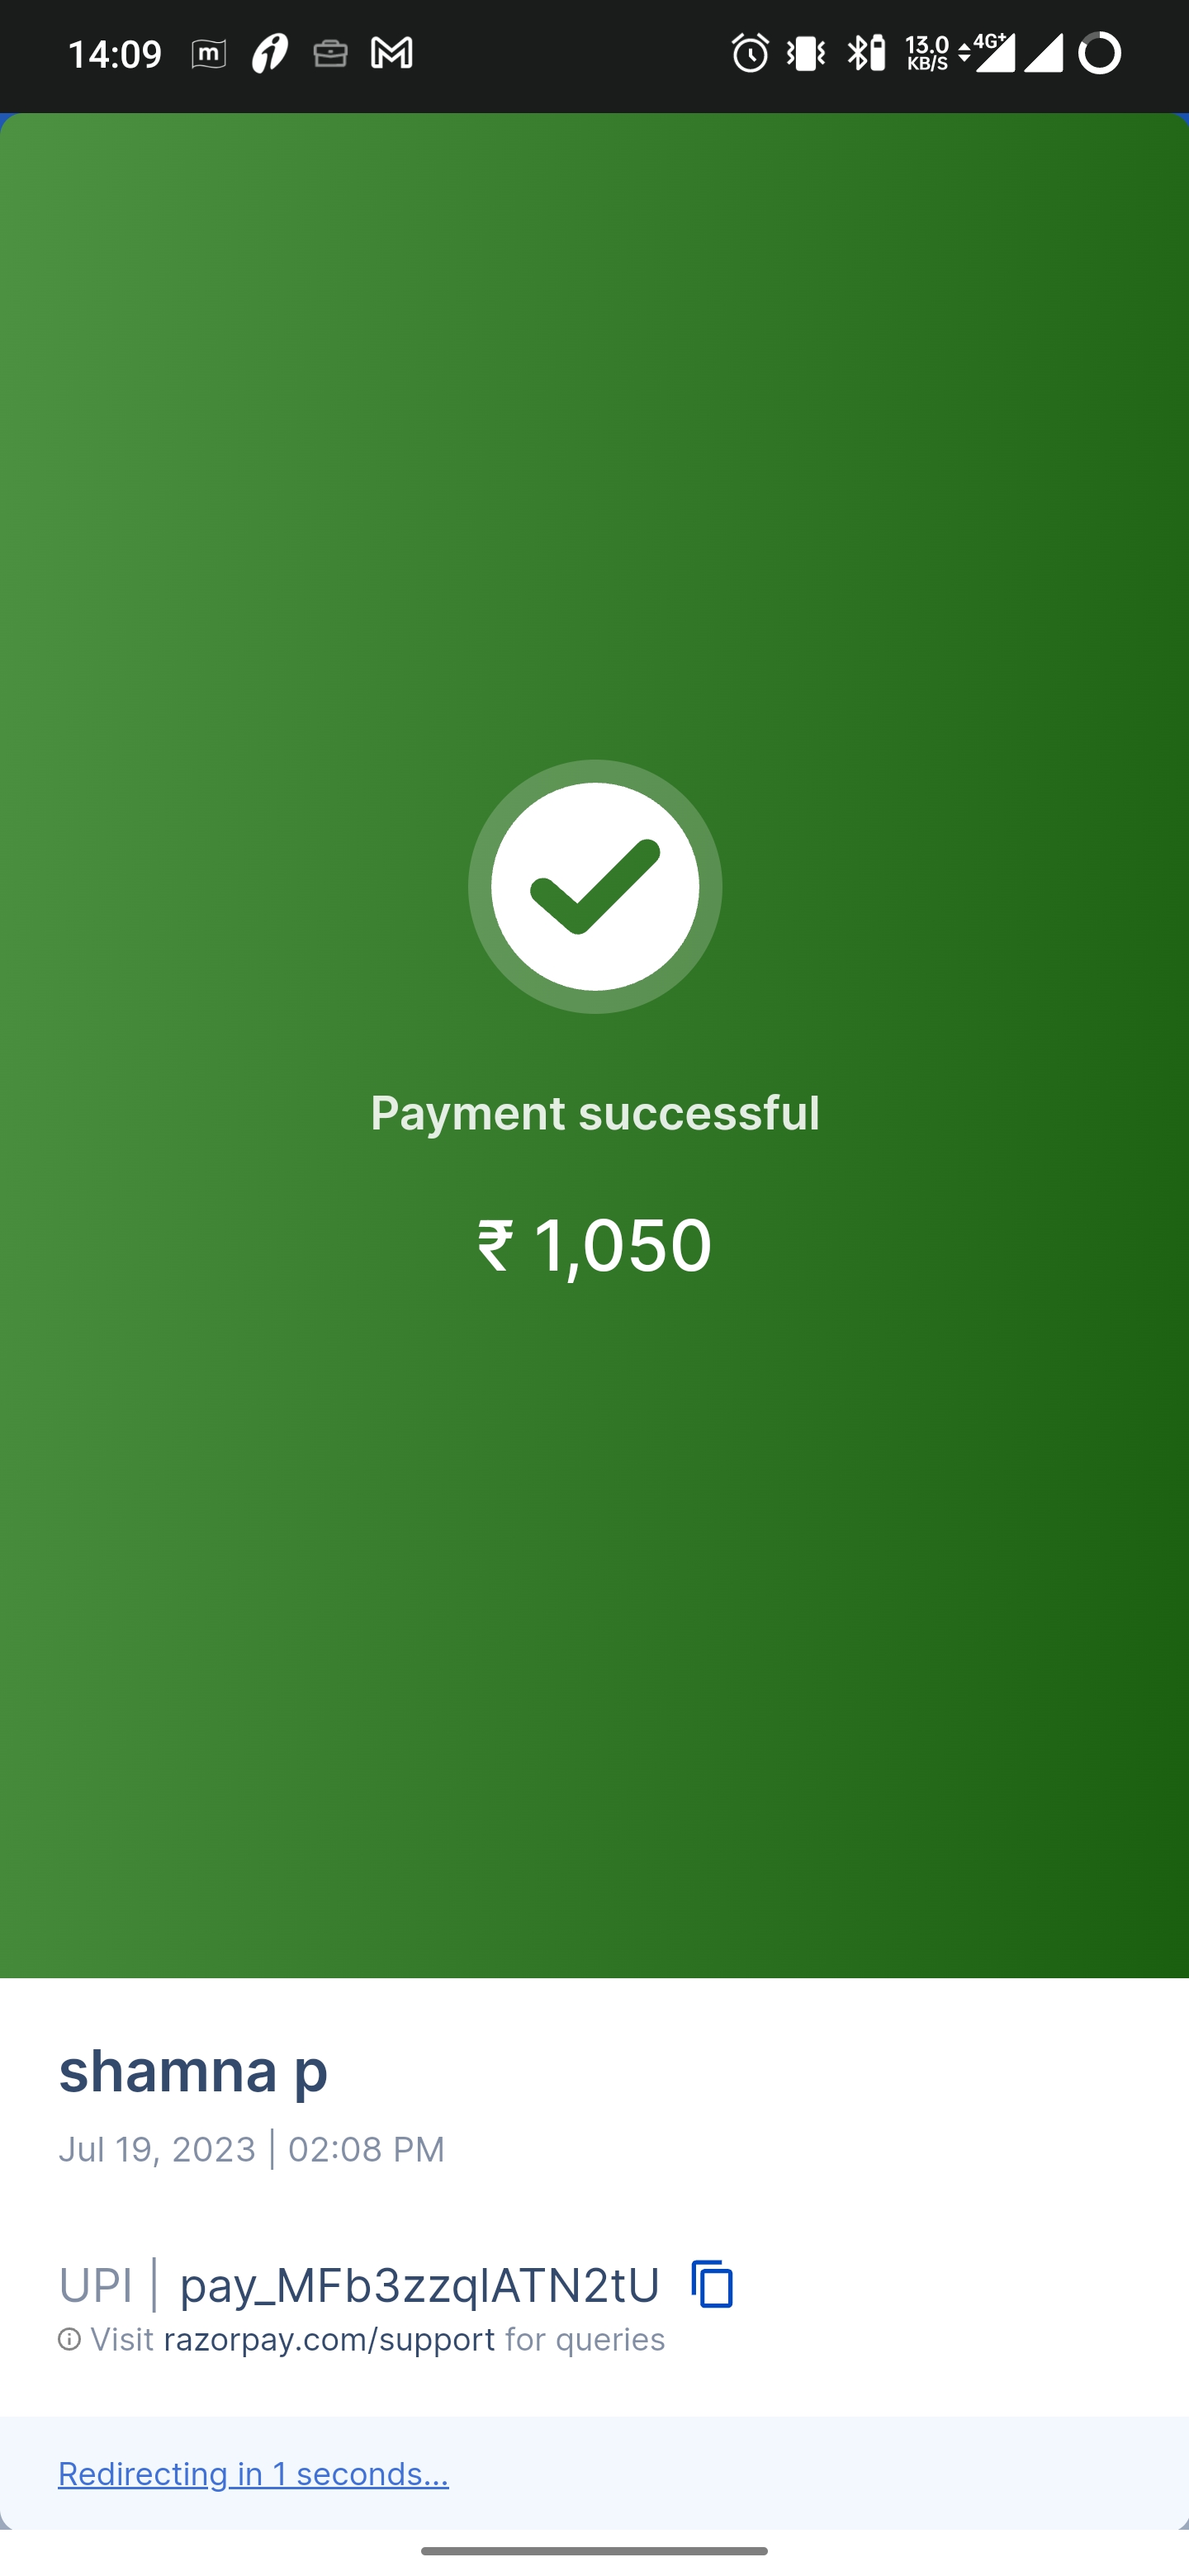 14:09 m 13.0 KB/S 4G+
Payment successful
₹ 1,050
shamna p
Jul 19, 2023 | 02:08 PM
UPI | pay_MFb3zzqlATN2tU
Visit razorpay.com/support for queries
Redirecting in 1 seconds...